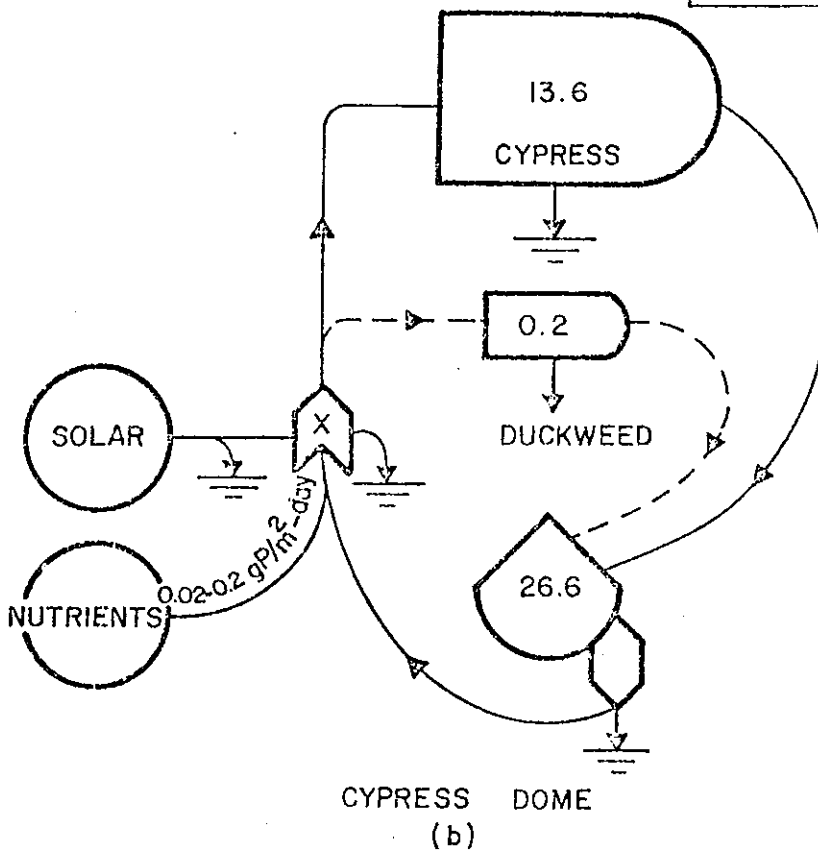 13.6
CYPRESS
0.2
DUCKWEED
SOLAR
X
0.02-0.2 gP/m²-day
NUTRIENTS
26.6
CYPRESS DOME
(b)